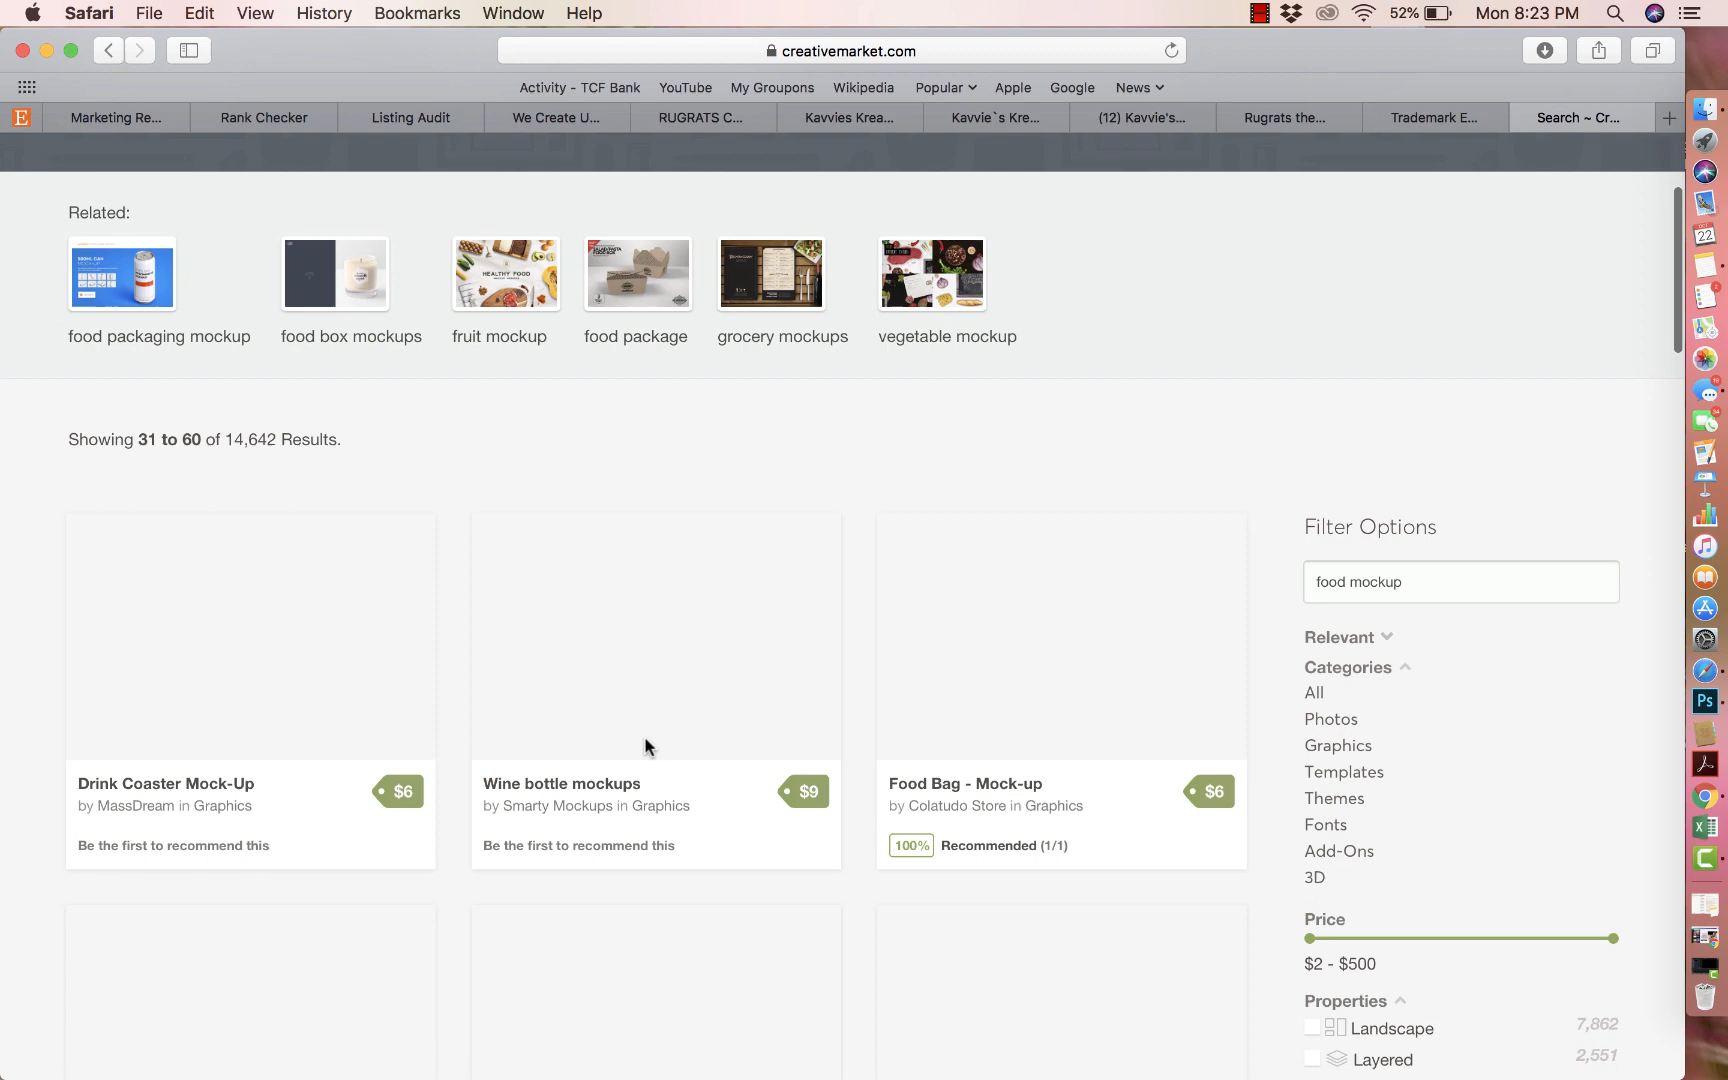 Safari File Edit View History Bookmarks Window Help 52% Mon 8:23 PM
creativemarket.com
Activity - TCF Bank YouTube My Groupons Wikipedia Popular Apple Google News
E Marketing Re... Rank Checker Listing Audit We Create U... RUGRATS C... Kavvies Krea... Kavvie`s Kre... (12) Kavvie's... Rugrats the... Trademark E... Search ~ Cr...
Related:
HEALTHY FOOD
food packaging mockup food box mockups fruit mockup food package grocery mockups vegetable mockup
Showing 31 to 60 of 14,642 Results.
Filter Options
food mockup
Relevant
Categories
All
Photos
Graphics
Templates
Themes
Fonts
Add-Ons
3D
Price
$2 - $500
Properties
Landscape 7,862
Layered 2,551
Drink Coaster Mock-Up $6
by MassDream in Graphics
Be the first to recommend this
Wine bottle mockups $9
by Smarty Mockups in Graphics
Be the first to recommend this
Food Bag - Mock-up $6
by Colatudo Store in Graphics
100% Recommended (1/1)
22
Ps